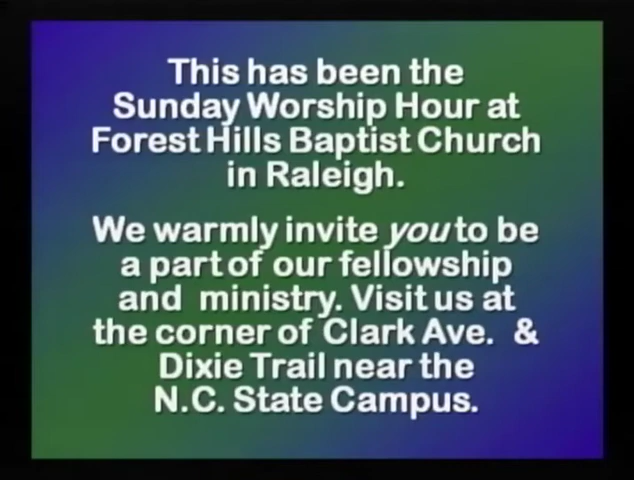 This has been the
Sunday Worship Hour at
Forest Hills Baptist Church
in Raleigh.
We warmly invite you to be
a part of our fellowship
and ministry. Visit us at
the corner of Clark Ave. &
Dixie Trail near the
N.C. State Campus.